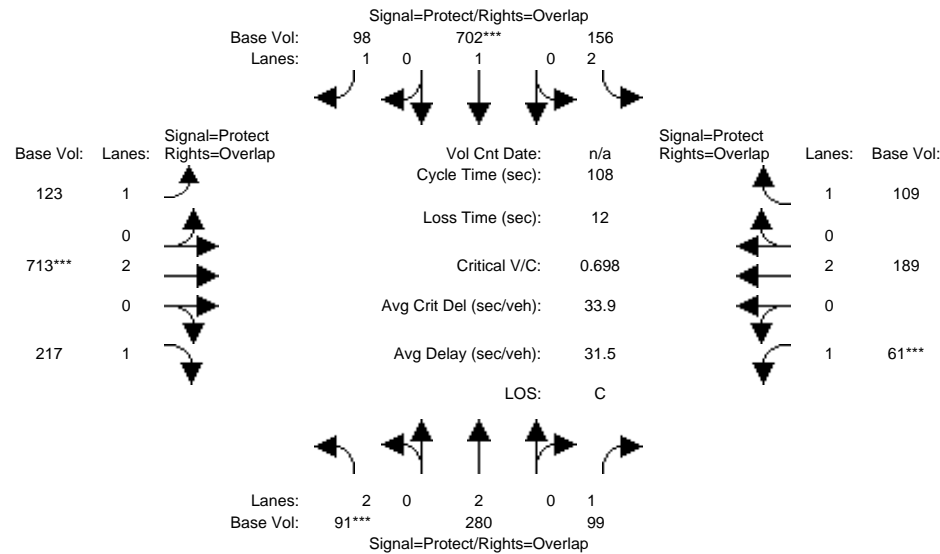 Signal=Protect/Rights=Overlap
Base Vol: 98 702*** 156
Lanes: 1 0 1 0 2
Signal=Protect Signal=Protect
Base Vol: Lanes: Rights=Overlap Vol Cnt Date: n/a Rights=Overlap Lanes: Base Vol:
Cycle Time (sec): 108
123 1 1 109
Loss Time (sec): 12
0 0
713*** 2 Critical V/C: 0.698 2 189
0 Avg Crit Del (sec/veh): 33.9 0
217 1 Avg Delay (sec/veh): 31.5 1 61***
LOS: C
Lanes: 2 0 2 0 1
Base Vol: 91*** 280 99
Signal=Protect/Rights=Overlap